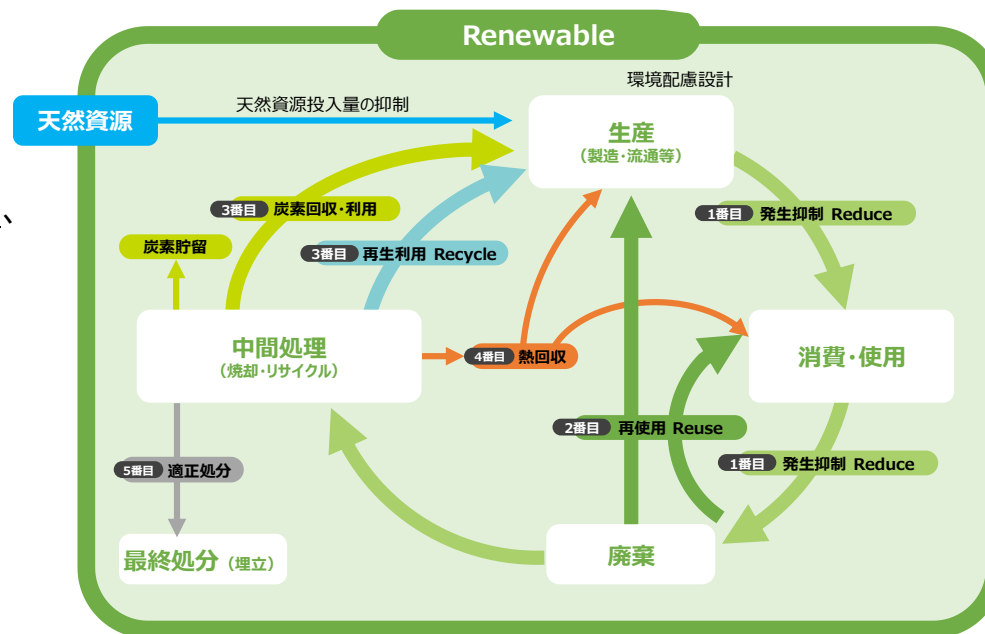 Renewable
環境配慮設計
天然資源投入量の抑制
天然資源
生産
（製造・流通等）
、
3番目 炭素回収・利用
1番目 発生抑制 Reduce
炭素貯留
3番目 再生利用 Recycle
中間処理
（焼却・リサイクル）
4番目 熱回収
消費・使用
2番目 再使用 Reuse
5番目 適正処分
1番目 発生抑制 Reduce
最終処分（埋立）
廃棄